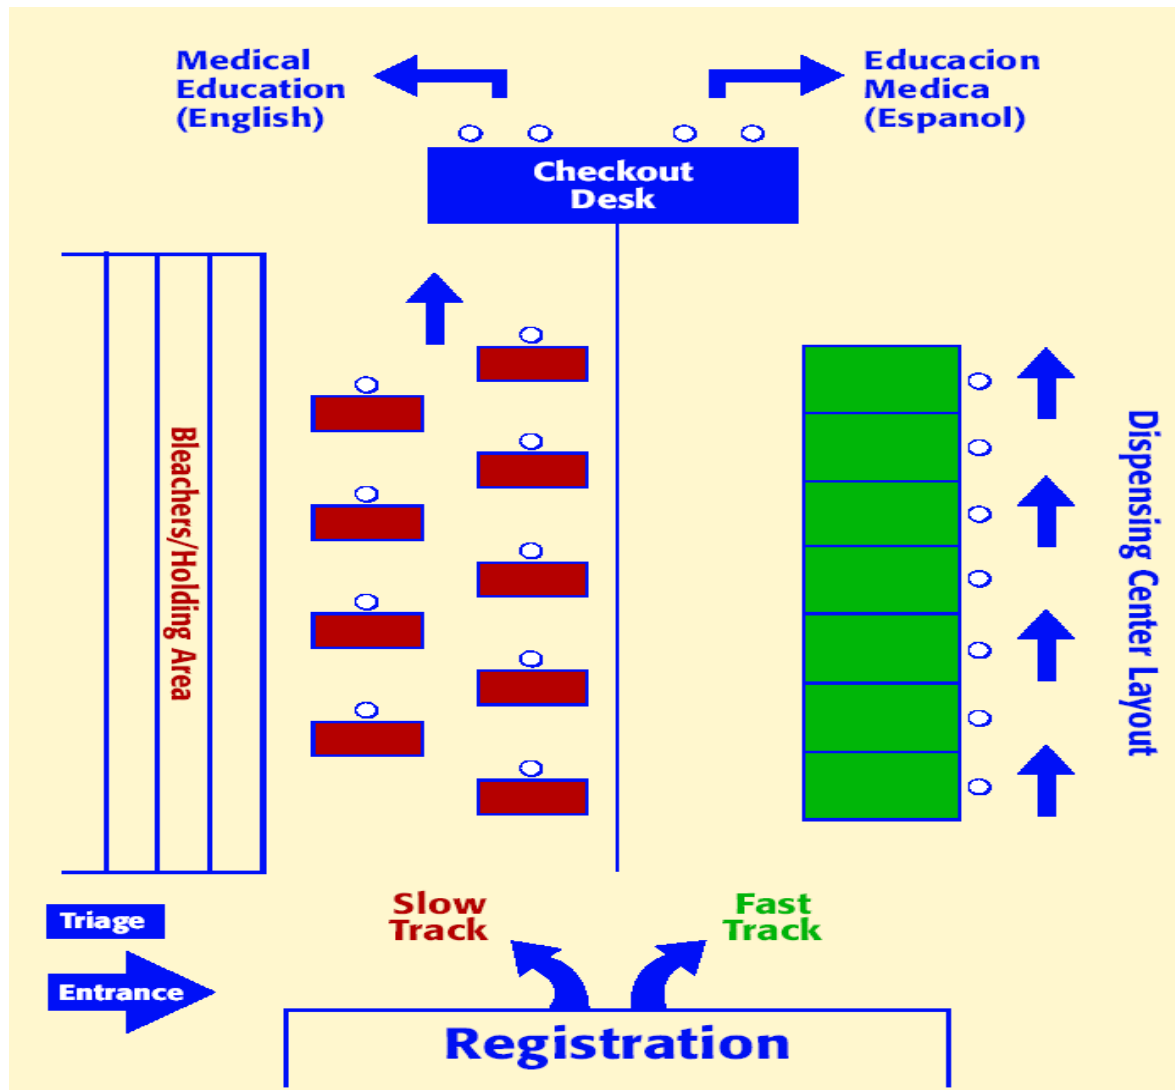 Medical
Education
(English)
Educacion
Medica
(Espanol)
Checkout
Desk
Bleachers/Holding Area
Dispensing Center Layout
Slow
Track
Fast
Track
Triage
Entrance
Registration